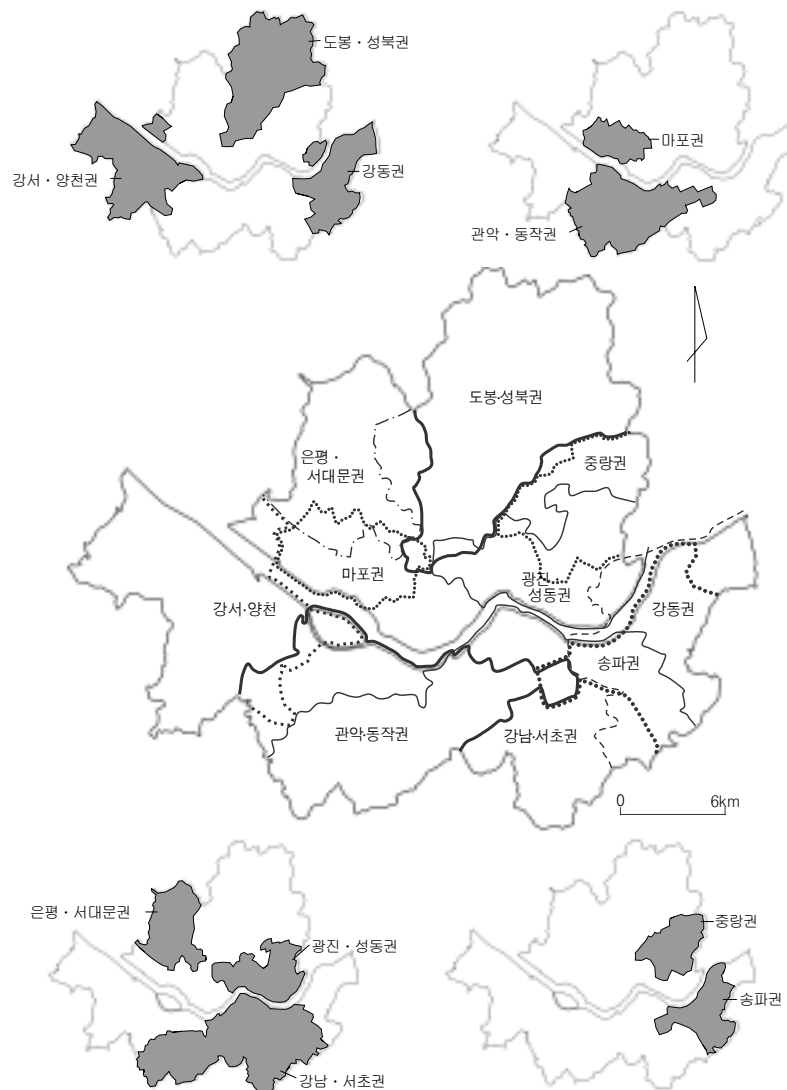 도봉・성북권
강서・양천권
강동권
마포권
관악・동작권
도봉·성북권
은평·
서대문권
중랑권
마포권
광진·
성동권
강서·양천
강동권
송파권
관악·동작권
강남·서초권
0 6km
은평・서대문권
광진・성동권
강남・서초권
중랑권
송파권